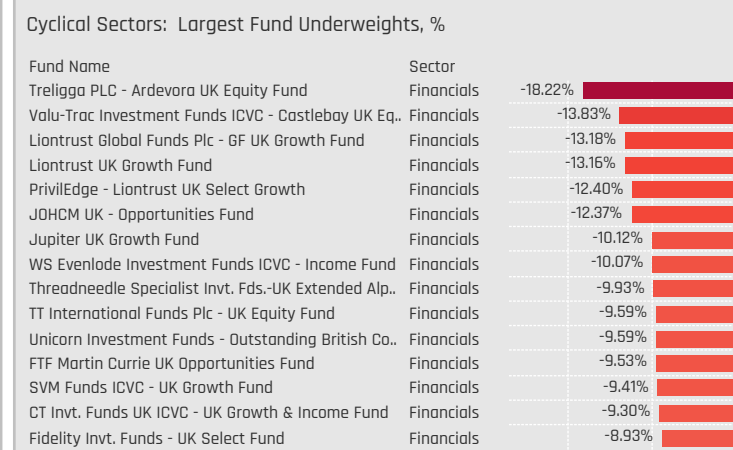 Cyclical Sectors: Largest Fund Underweights, %
Fund Name Sector
Treligga PLC - Ardevora UK Equity Fund Financials -18.22%
Valu-Trac Investment Funds ICVC - Castlebay UK Eq.. Financials -13.83%
Liontrust Global Funds Plc - GF UK Growth Fund Financials -13.18%
Liontrust UK Growth Fund Financials -13.16%
PrivilEdge - Liontrust UK Select Growth Financials -12.40%
JOHCM UK - Opportunities Fund Financials -12.37%
Jupiter UK Growth Fund Financials -10.12%
WS Evenlode Investment Funds ICVC - Income Fund Financials -10.07%
Threadneedle Specialist Invt. Fds.-UK Extended Alp.. Financials -9.93%
TT International Funds Plc - UK Equity Fund Financials -9.59%
Unicorn Investment Funds - Outstanding British Co.. Financials -9.59%
FTF Martin Currie UK Opportunities Fund Financials -9.53%
SVM Funds ICVC - UK Growth Fund Financials -9.41%
CT Invt. Funds UK ICVC - UK Growth & Income Fund Financials -9.30%
Fidelity Invt. Funds - UK Select Fund Financials -8.93%